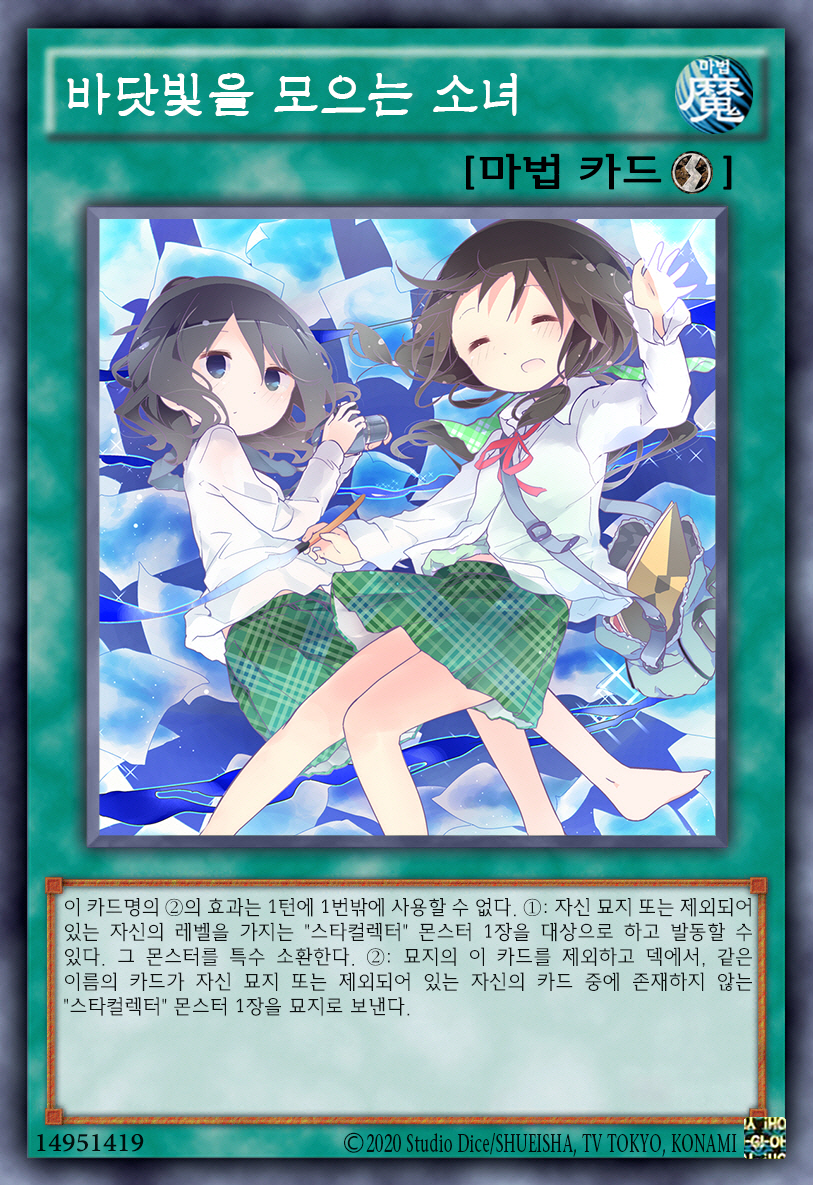 바닷빛을 모으는 소녀
마법
魔
[마법 카드 ]
이 카드명의 ②의 효과는 1턴에 1번밖에 사용할 수 없다. ①: 자신 묘지 또는 제외되어
있는 자신의 레벨을 가지는 "스타컬렉터" 몬스터 1장을 대상으로 하고 발동할 수
있다. 그 몬스터를 특수 소환한다. ②: 묘지의 이 카드를 제외하고 덱에서, 같은
이름의 카드가 자신 묘지 또는 제외되어 있는 자신의 카드 중에 존재하지 않는
"스타컬렉터" 몬스터 1장을 묘지로 보낸다.
14951419
©2020 Studio Dice/SHUEISHA, TV TOKYO, KONAMI